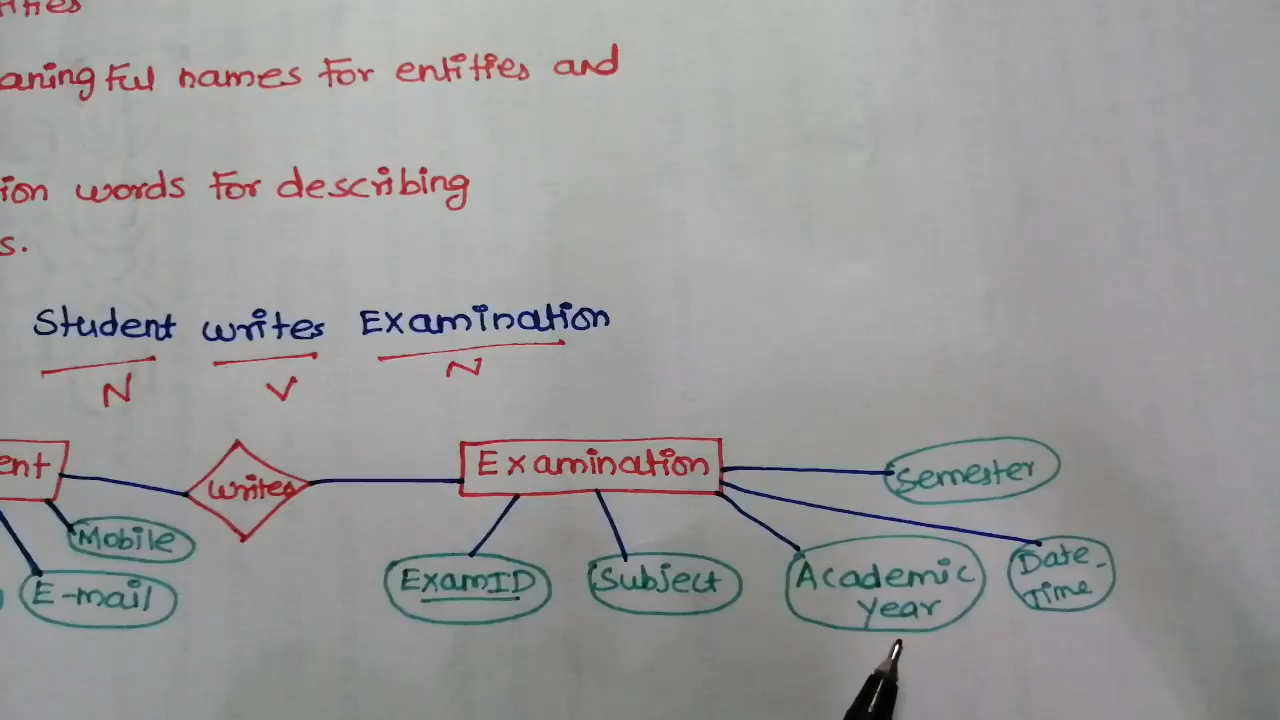 aningful names for entities and
ion words for describing
s.
Student writes Examination
N V N
ent writes Examination Semester
Mobile
E-mail ExamID Subject Academic Year Date-Time